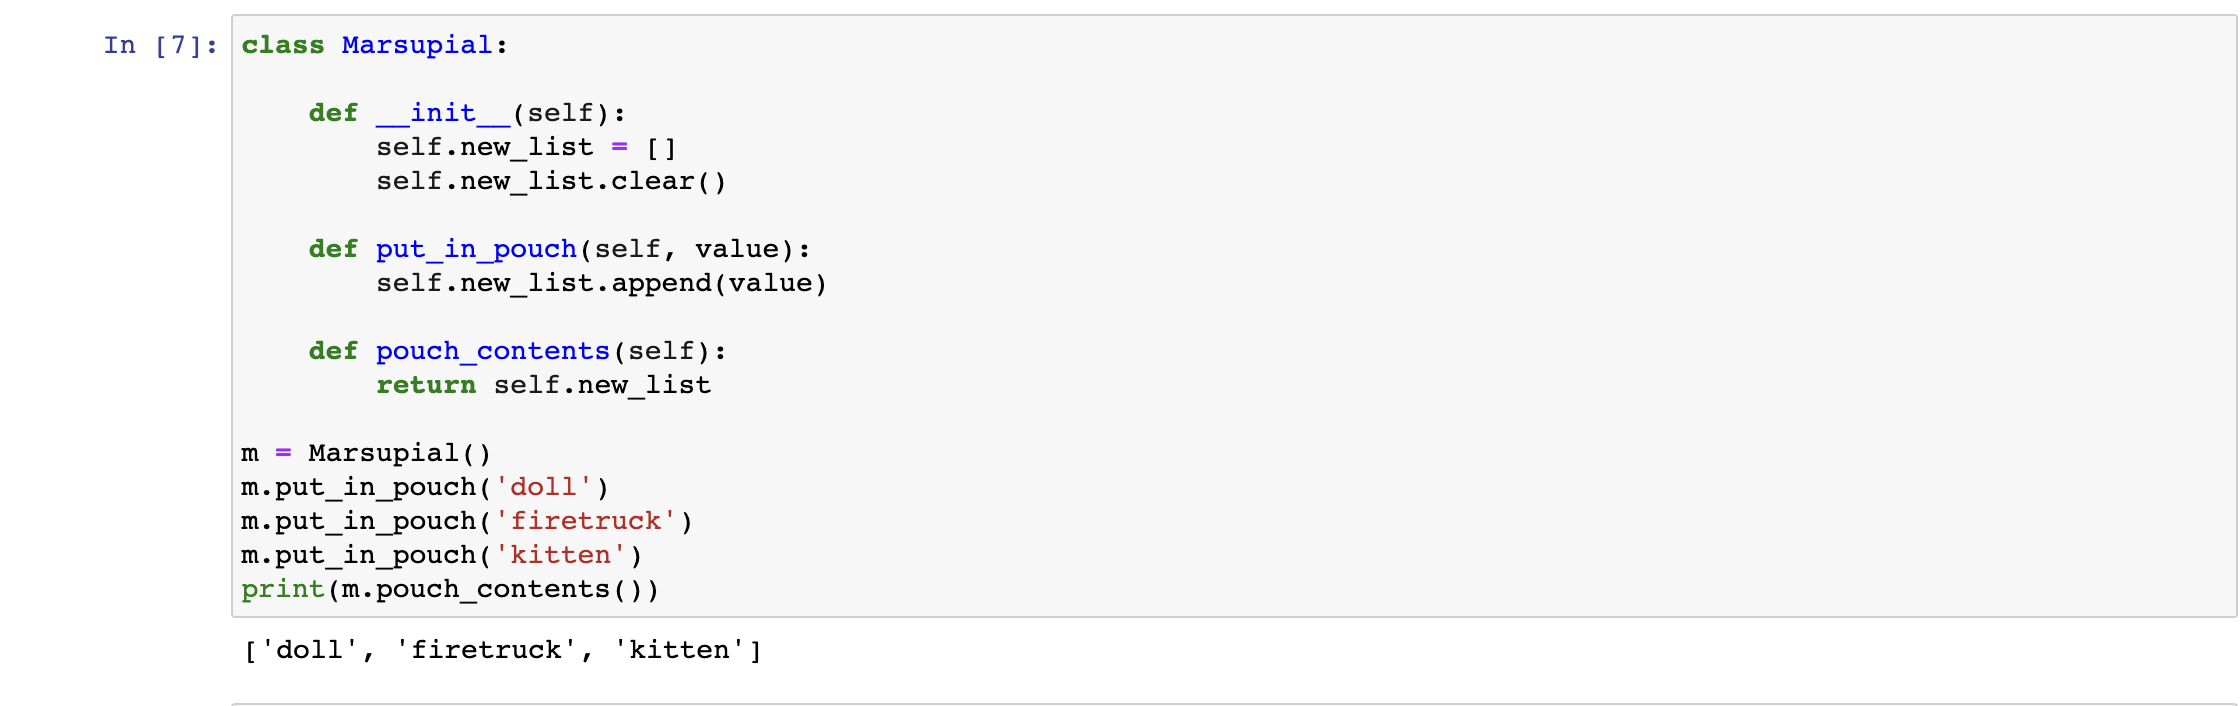 In [7]: class Marsupial:
    def __init__(self):
        self.new_list = []
        self.new_list.clear()
    def put_in_pouch(self, value):
        self.new_list.append(value)
    def pouch_contents(self):
        return self.new_list
m = Marsupial()
m.put_in_pouch('doll')
m.put_in_pouch('firetruck')
m.put_in_pouch('kitten')
print(m.pouch_contents())
['doll', 'firetruck', 'kitten']